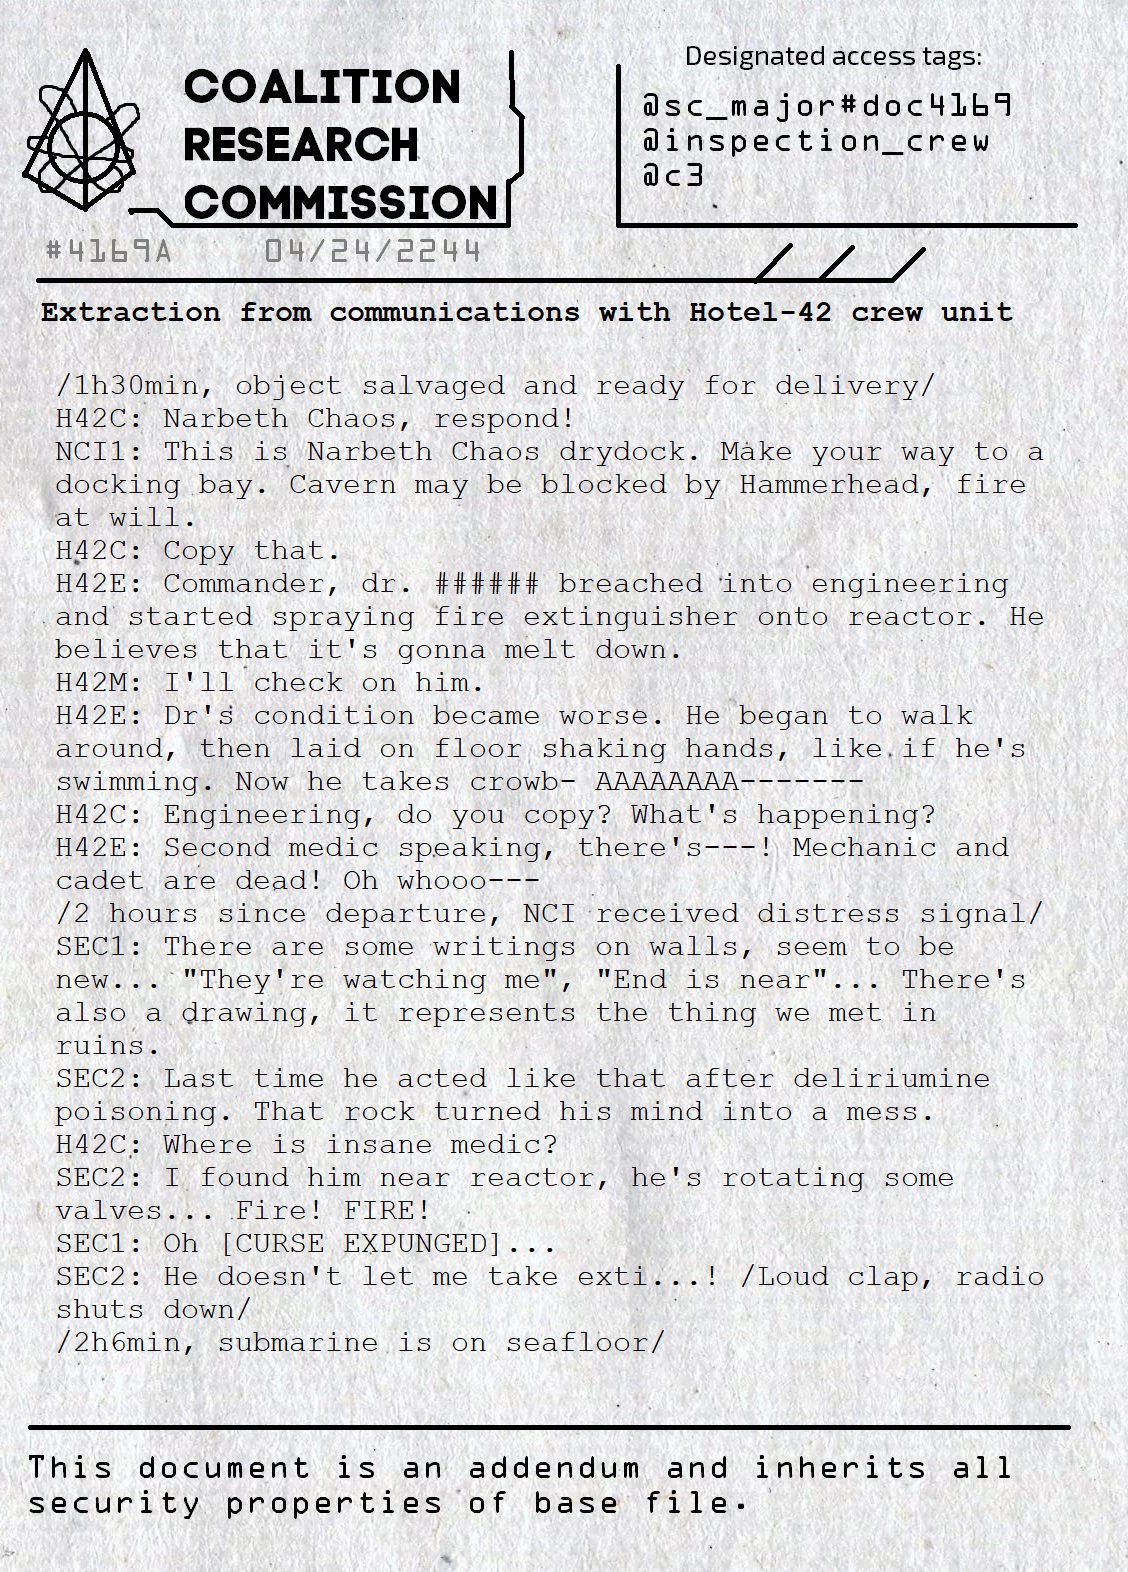 COALITION
RESEARCH
COMMISSION
Designated access tags:
@sc_major#doc4169
@inspection_crew
@c3
#4169A 04/24/2244
Extraction from communications with Hotel-42 crew unit
/1h30min, object salvaged and ready for delivery/
H42C: Narbeth Chaos, respond!
NCI1: This is Narbeth Chaos drydock. Make your way to a
docking bay. Cavern may be blocked by Hammerhead, fire
at will.
H42C: Copy that.
H42E: Commander, dr. ###### breached into engineering
and started spraying fire extinguisher onto reactor. He
believes that it's gonna melt down.
H42M: I'll check on him.
H42E: Dr's condition became worse. He began to walk
around, then laid on floor shaking hands, like if he's
swimming. Now he takes crowb- AAAAAAAA-------
H42C: Engineering, do you copy? What's happening?
H42E: Second medic speaking, there's---! Mechanic and
cadet are dead! Oh whooo---
/2 hours since departure, NCI received distress signal/
SEC1: There are some writings on walls, seem to be
new... "They're watching me", "End is near"... There's
also a drawing, it represents the thing we met in
ruins.
SEC2: Last time he acted like that after deliriumine
poisoning. That rock turned his mind into a mess.
H42C: Where is insane medic?
SEC2: I found him near reactor, he's rotating some
valves... Fire! FIRE!
SEC1: Oh [CURSE EXPUNGED]...
SEC2: He doesn't let me take exti...! /Loud clap, radio
shuts down/
/2h6min, submarine is on seafloor/
This document is an addendum and inherits all
security properties of base file.